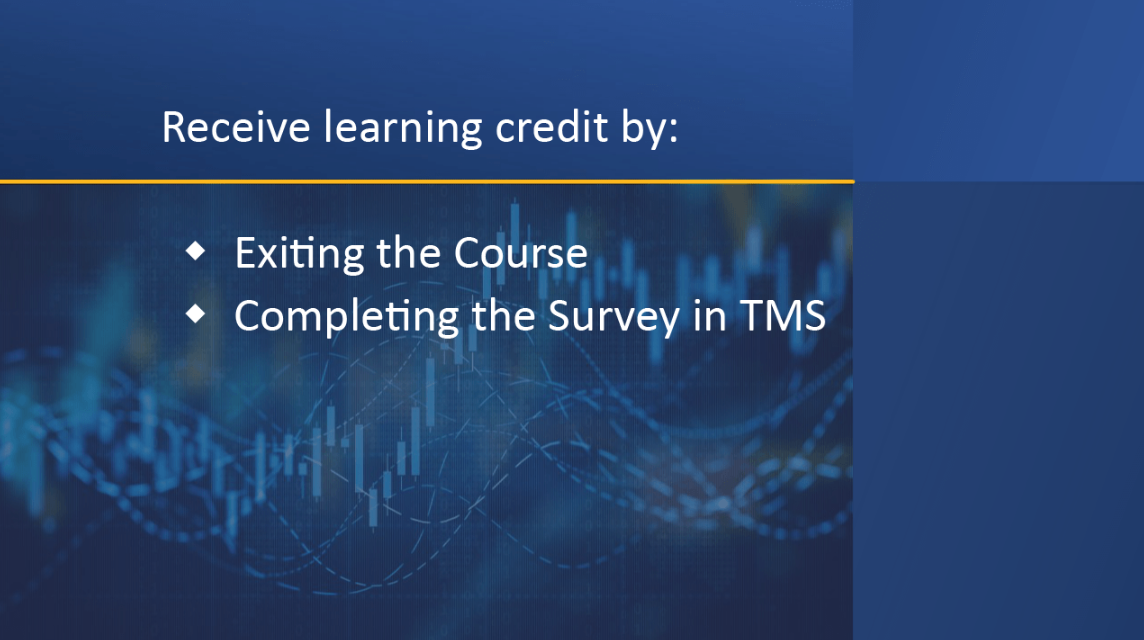 Receive learning credit by:
◆ Exiting the Course
◆ Completing the Survey in TMS